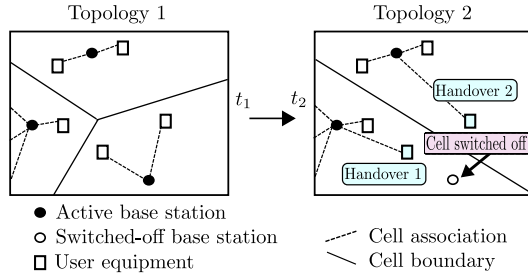 Topology 1
Topology 2
t1
t2
Handover 2
Cell switched off
Handover 1
Active base station
Switched-off base station
User equipment
Cell association
Cell boundary